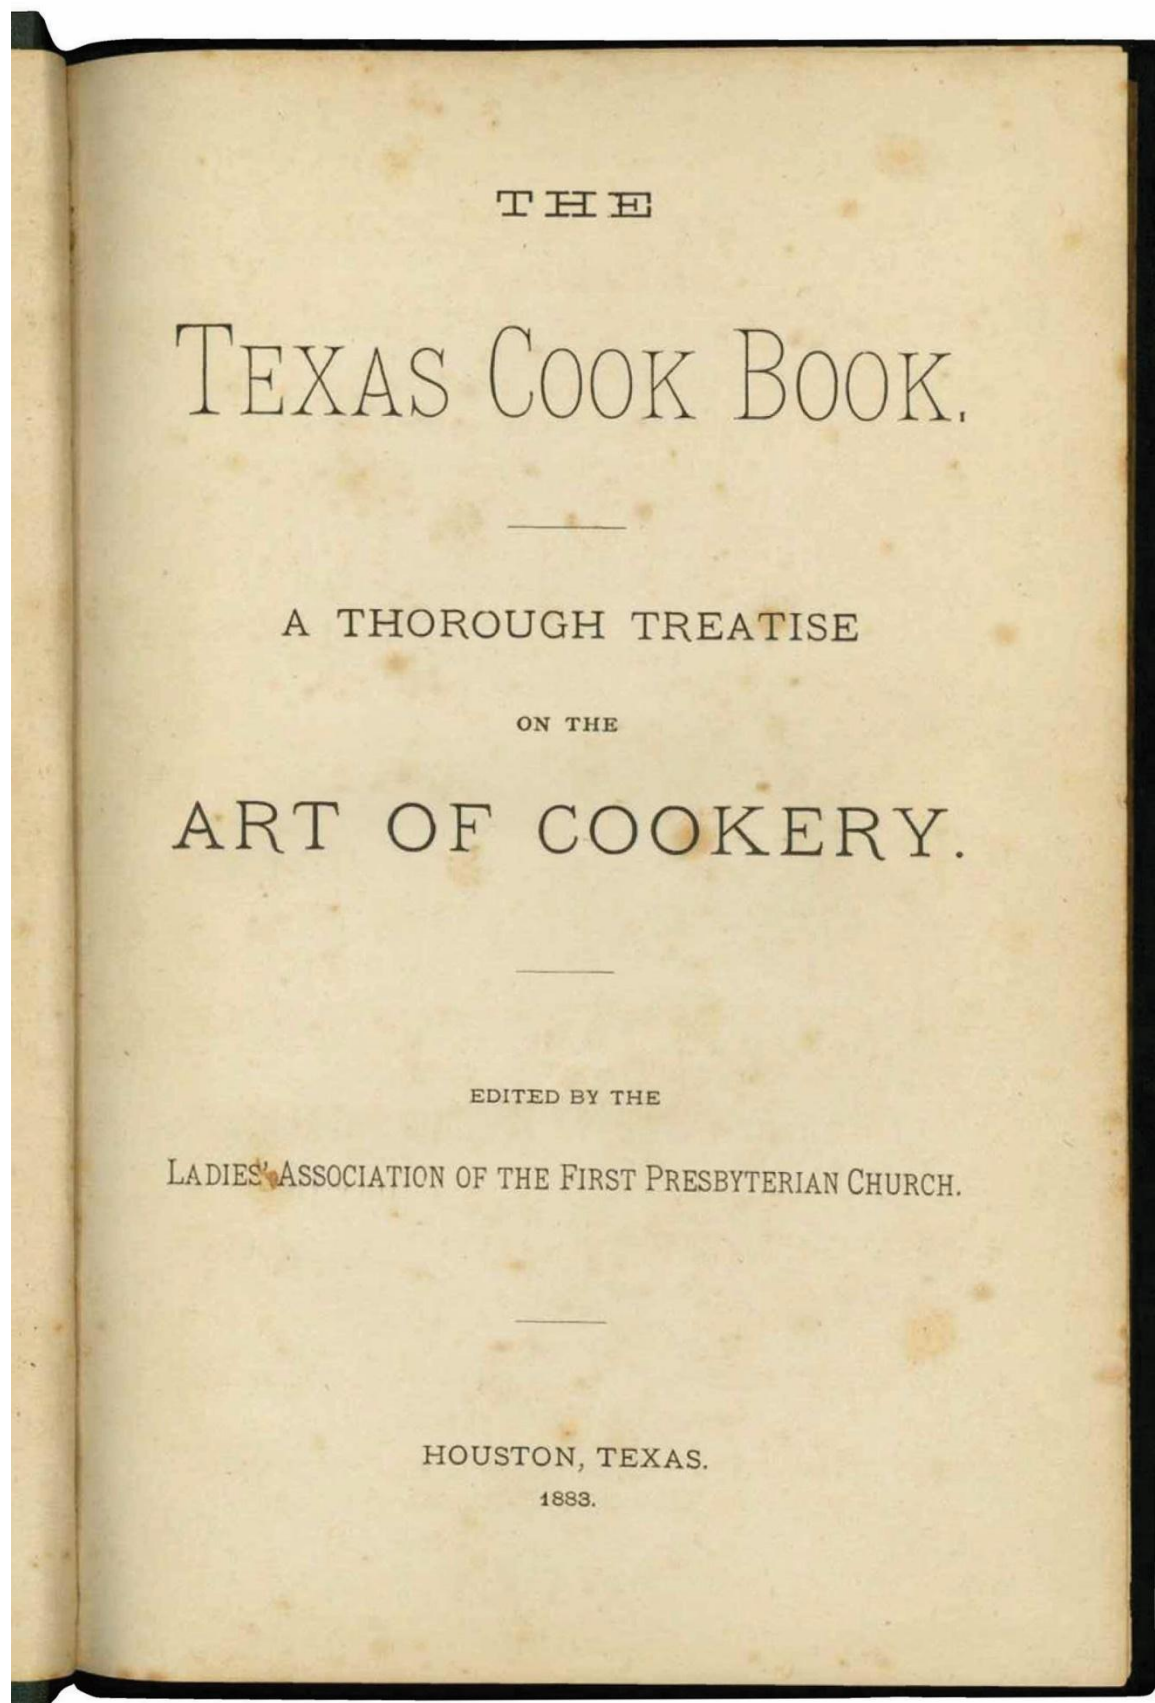 THE
TEXAS COOK BOOK.
A THOROUGH TREATISE
ON THE
ART OF COOKERY.
EDITED BY THE
LADIES' ASSOCIATION OF THE FIRST PRESBYTERIAN CHURCH.
HOUSTON, TEXAS.
1883.